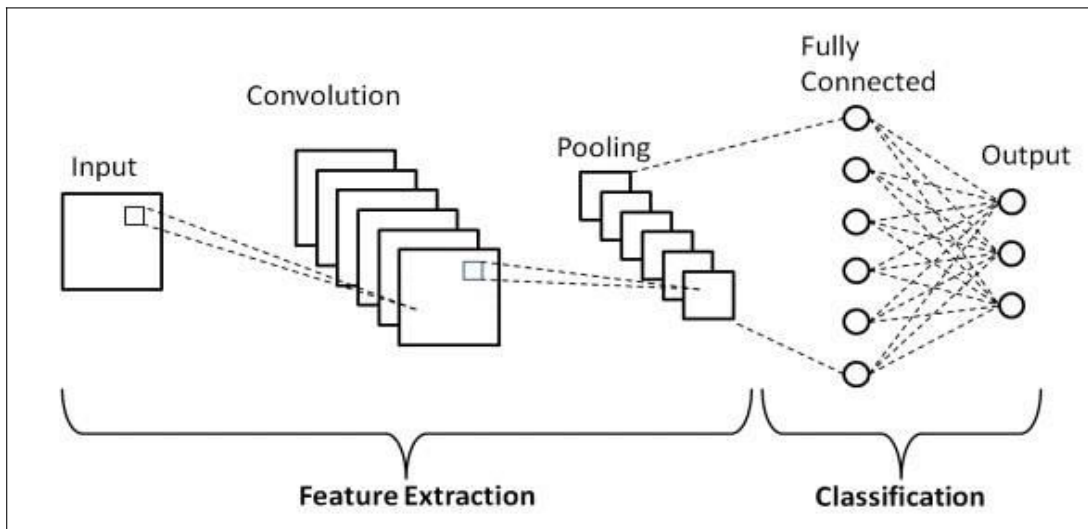 Input
Convolution
Pooling
Fully
Connected
Output
Feature Extraction
Classification